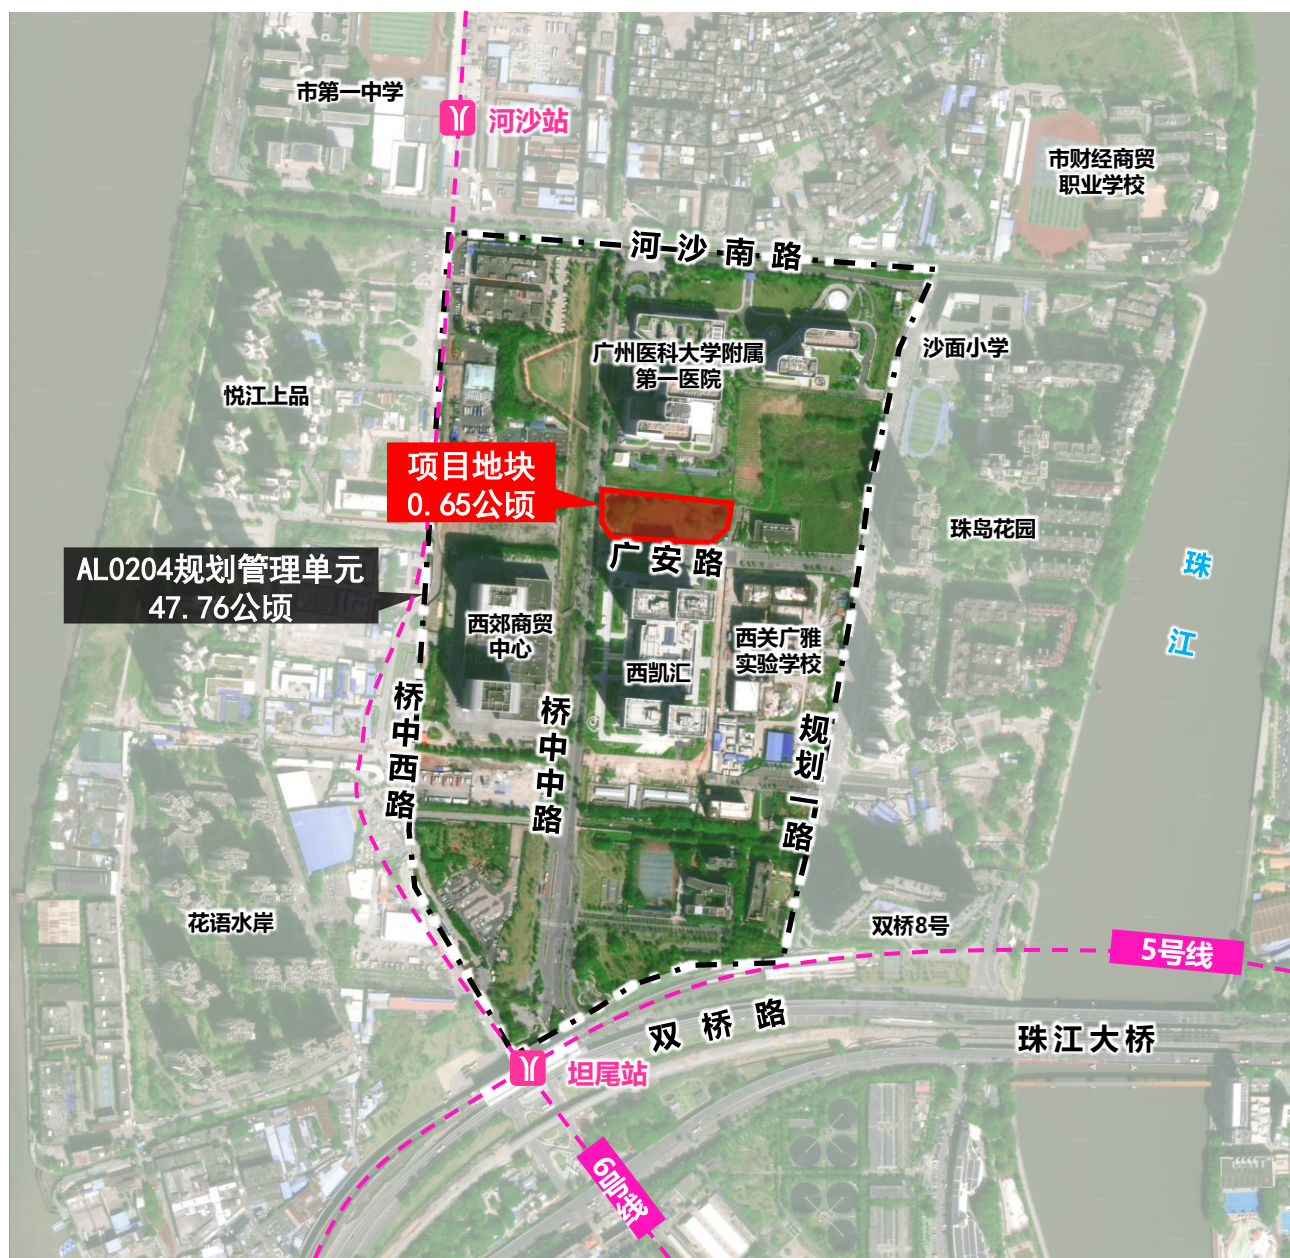 市第一中学
河沙站
市财经商贸
职业学校
河沙南路
广州医科大学附属
第一医院
沙面小学
悦江上品
项目地块
0.65公顷
珠岛花园
广安路
珠江
AL0204规划管理单元
47.76公顷
西郊商贸
中心
西凯汇
西关广雅
实验学校
桥中西路
桥中中路
规划一路
花语水岸
双桥8号
5号线
双桥路
珠江大桥
坦尾站
6号线